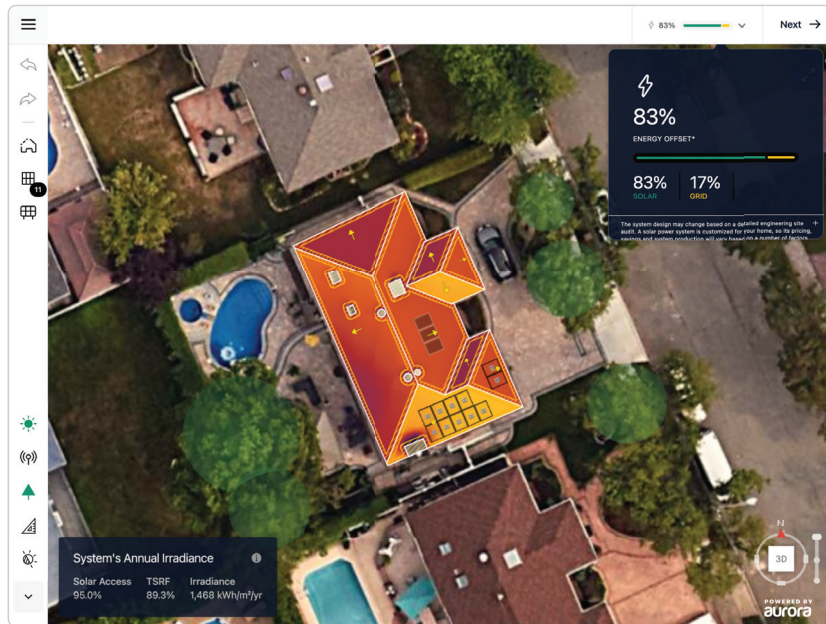 83%
Next
83%
ENERGY OFFSET*
83%
17%
SOLAR
GRID
The system design may change based on a detailed engineering site
audit. A solar power system is customized for your home, so its pricing,
savings and system production will vary based on a number of factors
11
System's Annual Irradiance
Solar Access TSRF Irradiance
95.0% 89.3% 1,468 kWh/m²/yr
N
3D
POWERED BY
aurora